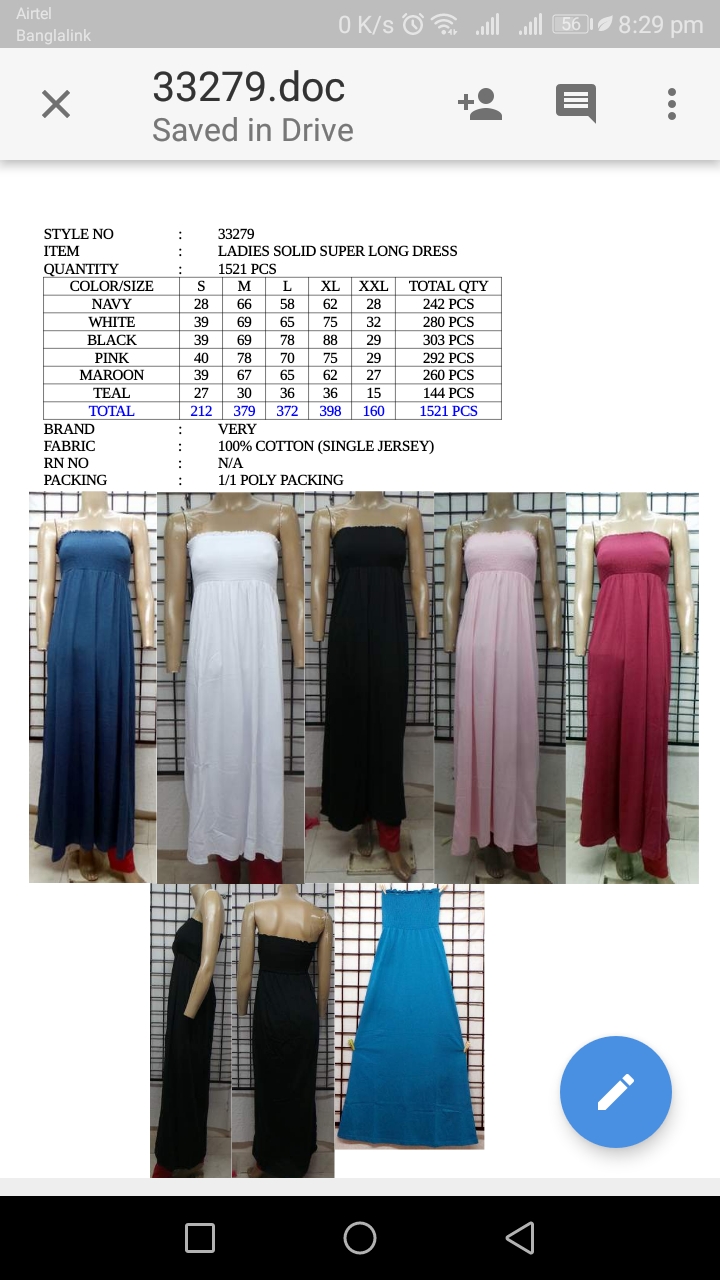 Airtel
Banglalink
0 K/s 56 8:29 pm
33279.doc
Saved in Drive
STYLE NO : 33279
ITEM : LADIES SOLID SUPER LONG DRESS
QUANTITY : 1521 PCS
COLOR/SIZE S M L XL XXL TOTAL QTY
NAVY 28 66 58 62 28 242 PCS
WHITE 39 69 65 75 32 280 PCS
BLACK 39 69 78 88 29 303 PCS
PINK 40 78 70 75 29 292 PCS
MAROON 39 67 65 62 27 260 PCS
TEAL 27 30 36 36 15 144 PCS
TOTAL 212 379 372 398 160 1521 PCS
BRAND : VERY
FABRIC : 100% COTTON (SINGLE JERSEY)
RN NO : N/A
PACKING : 1/1 POLY PACKING